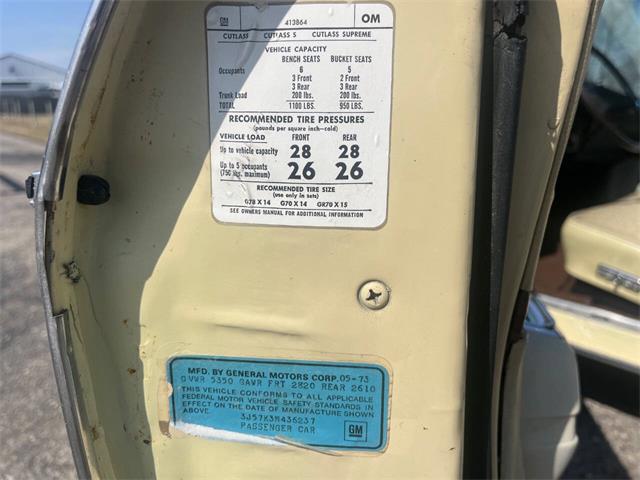 GM 413864 OM
CUTLASS CUTLASS S CUTLASS SUPREME
VEHICLE CAPACITY
BENCH SEATS BUCKET SEATS
Occupants 6 5
3 Front 2 Front
3 Rear 3 Rear
Trunk Load 200 lbs. 200 lbs.
TOTAL 1100 LBS. 950 LBS.
RECOMMENDED TIRE PRESSURES
(pounds per square inch—cold)
VEHICLE LOAD FRONT REAR
Up to vehicle capacity 28 28
Up to 5 occupants 26 26
(750 lbs. maximum)
RECOMMENDED TIRE SIZE
(use only in sets)
G78 X 14 G70 X 14 GR70 X 15
SEE OWNERS MANUAL FOR ADDITIONAL INFORMATION
MFD. BY GENERAL MOTORS CORP. 05-73
GVWR 5350 GAWR FRT 2820 REAR 2610
THIS VEHICLE CONFORMS TO ALL APPLICABLE
FEDERAL MOTOR VEHICLE SAFETY STANDARDS IN
EFFECT ON THE DATE OF MANUFACTURE SHOWN
ABOVE.
3J57K3M436237
PASSENGER CAR
GM